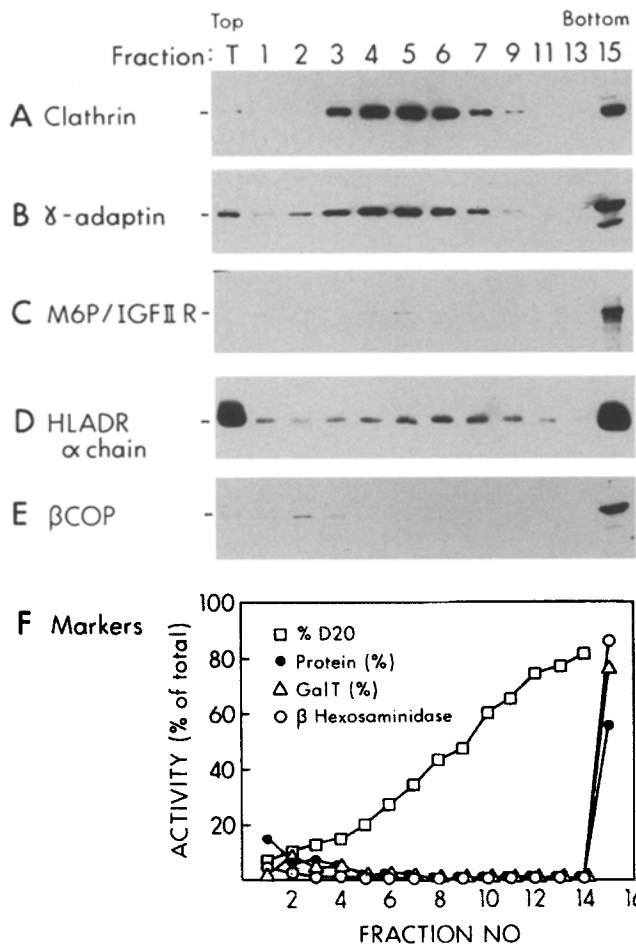 Top Bottom
Fraction: T 1 2 3 4 5 6 7 9 11 13 15
A Clathrin
B γ-adaptin
C M6P/IGFⅡR
D HLADR
α chain
E βCOP
F Markers
ACTIVITY (% of total)
100
80
60
40
20
% D20
Protein (%)
GalT (%)
β Hexosaminidase
2 4 6 8 10 12 14 16
FRACTION NO